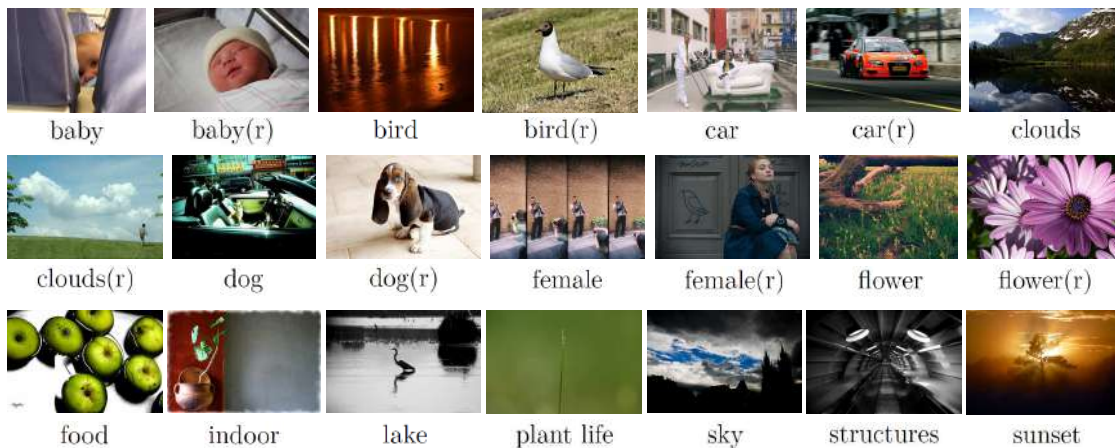 baby baby(r) bird bird(r) car car(r) clouds
clouds(r) dog dog(r) female female(r) flower flower(r)
food indoor lake plant life sky structures sunset